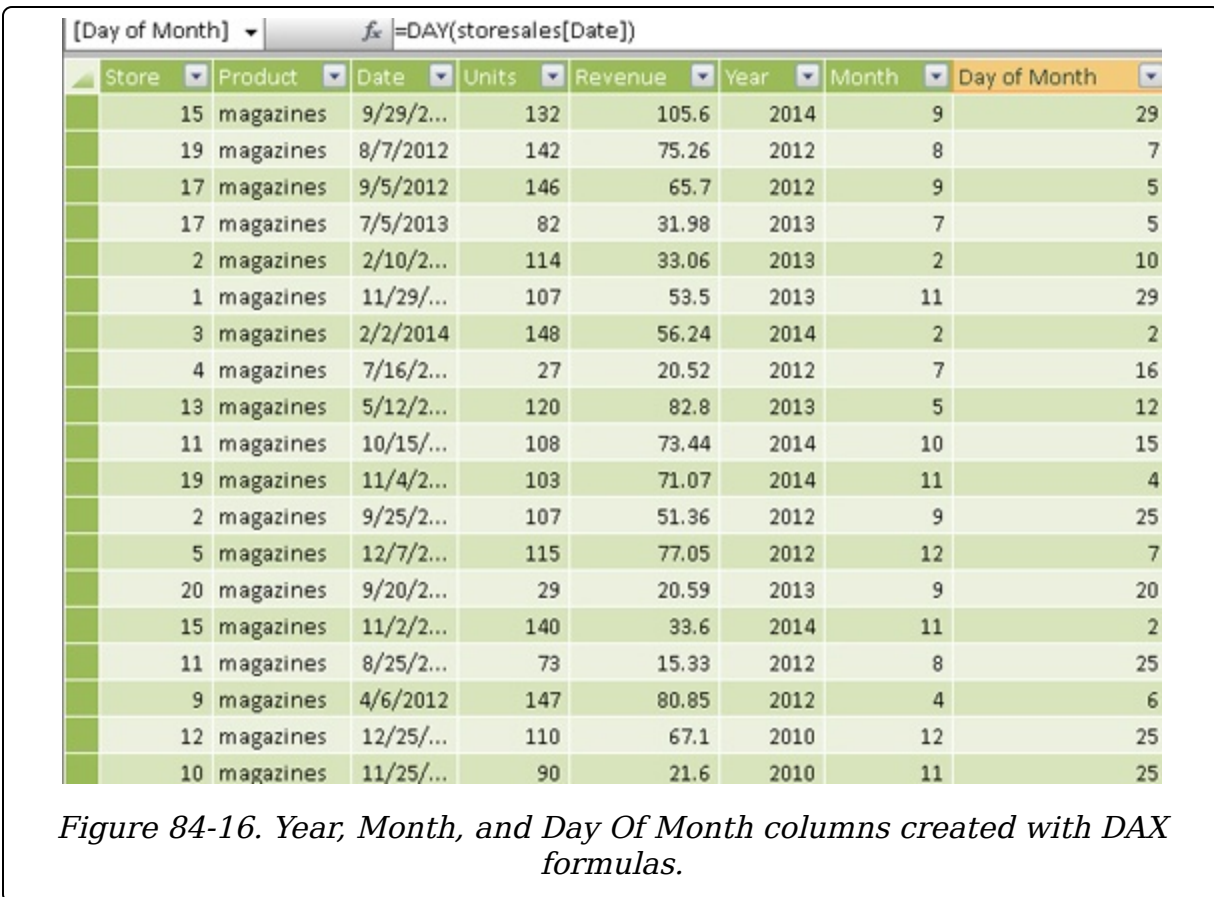 [Day of Month] fx =DAY(storesales[Date])
Store Product Date Units Revenue Year Month Day of Month
15 magazines 9/29/2... 132 105.6 2014 9 29
19 magazines 8/7/2012 142 75.26 2012 8 7
17 magazines 9/5/2012 146 65.7 2012 9 5
17 magazines 7/5/2013 82 31.98 2013 7 5
2 magazines 2/10/2... 114 33.06 2013 2 10
1 magazines 11/29/... 107 53.5 2013 11 29
3 magazines 2/2/2014 148 56.24 2014 2 2
4 magazines 7/16/2... 27 20.52 2012 7 16
13 magazines 5/12/2... 120 82.8 2013 5 12
11 magazines 10/15/... 108 73.44 2014 10 15
19 magazines 11/4/2... 103 71.07 2014 11 4
2 magazines 9/25/2... 107 51.36 2012 9 25
5 magazines 12/7/2... 115 77.05 2012 12 7
20 magazines 9/20/2... 29 20.59 2013 9 20
15 magazines 11/2/2... 140 33.6 2014 11 2
11 magazines 8/25/2... 73 15.33 2012 8 25
9 magazines 4/6/2012 147 80.85 2012 4 6
12 magazines 12/25/... 110 67.1 2010 12 25
10 magazines 11/25/... 90 21.6 2010 11 25
Figure 84-16. Year, Month, and Day Of Month columns created with DAX
formulas.